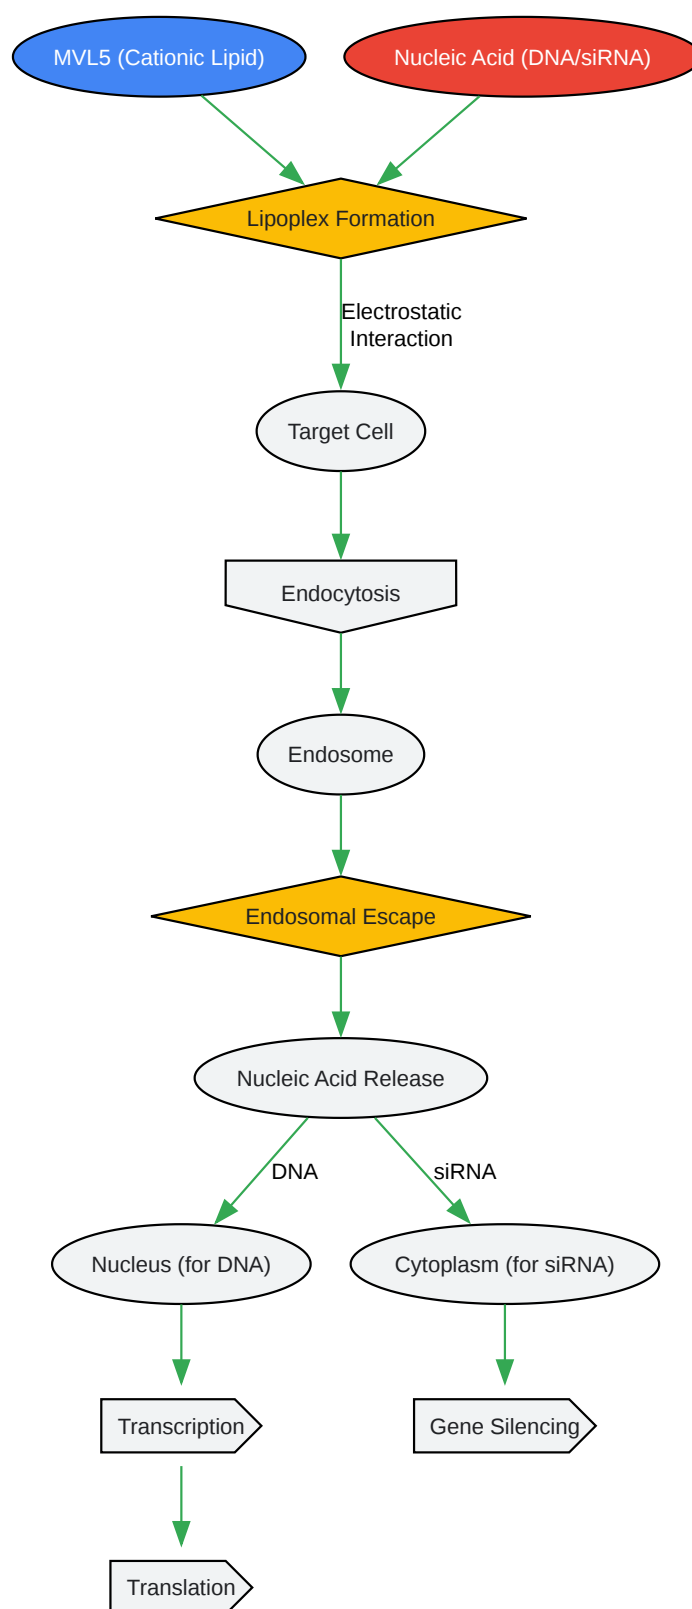 MVL5 (Cationic Lipid)
Nucleic Acid (DNA/siRNA)
Lipoplex Formation
Electrostatic
Interaction
Target Cell
Endocytosis
Endosome
Endosomal Escape
Nucleic Acid Release
DNA
siRNA
Nucleus (for DNA)
Cytoplasm (for siRNA)
Transcription
Gene Silencing
Translation